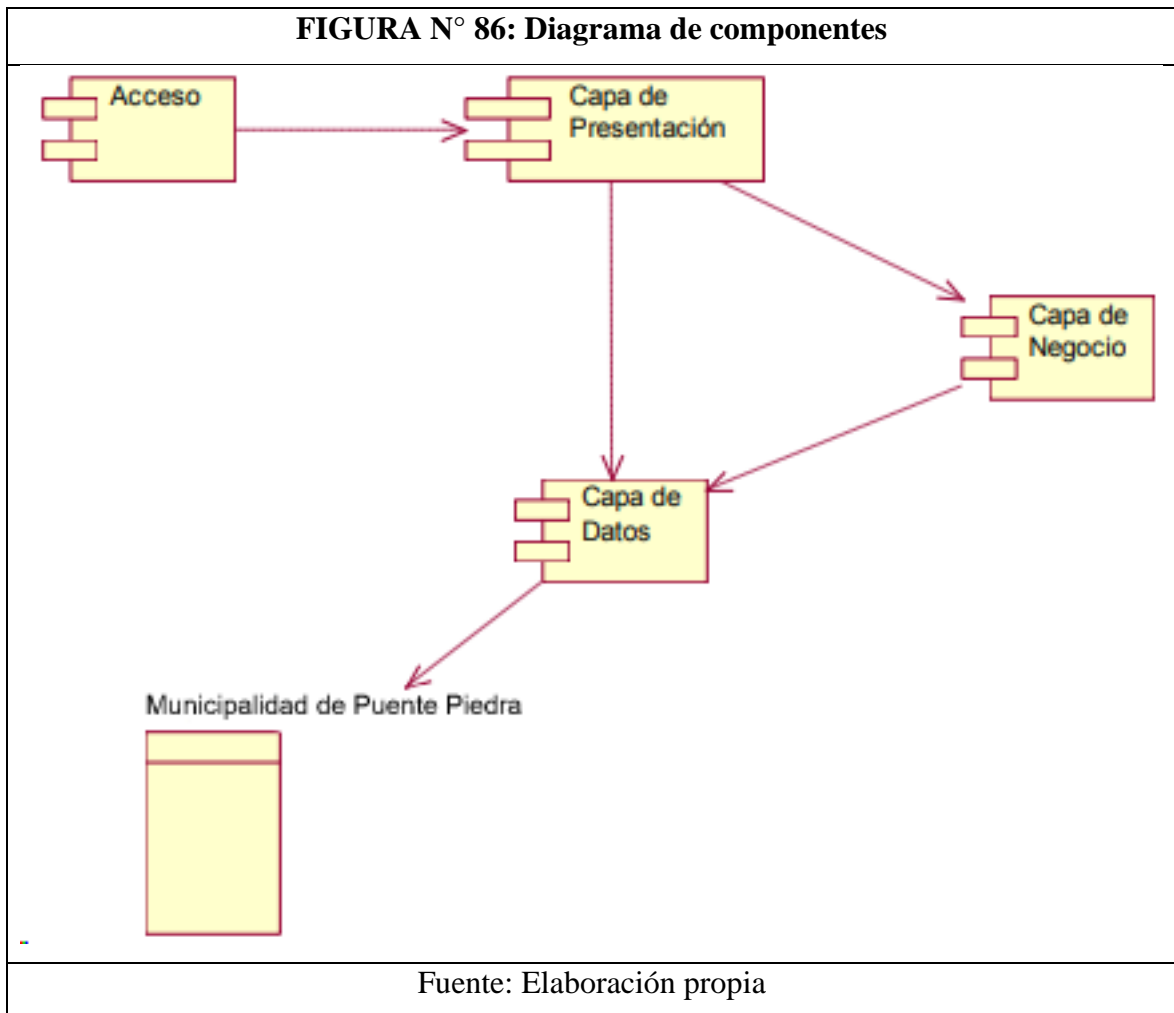 FIGURA N° 86: Diagrama de componentes
Acceso
Capa de
Presentación
Capa de
Negocio
Capa de
Datos
Municipalidad de Puente Piedra
Fuente: Elaboración propia